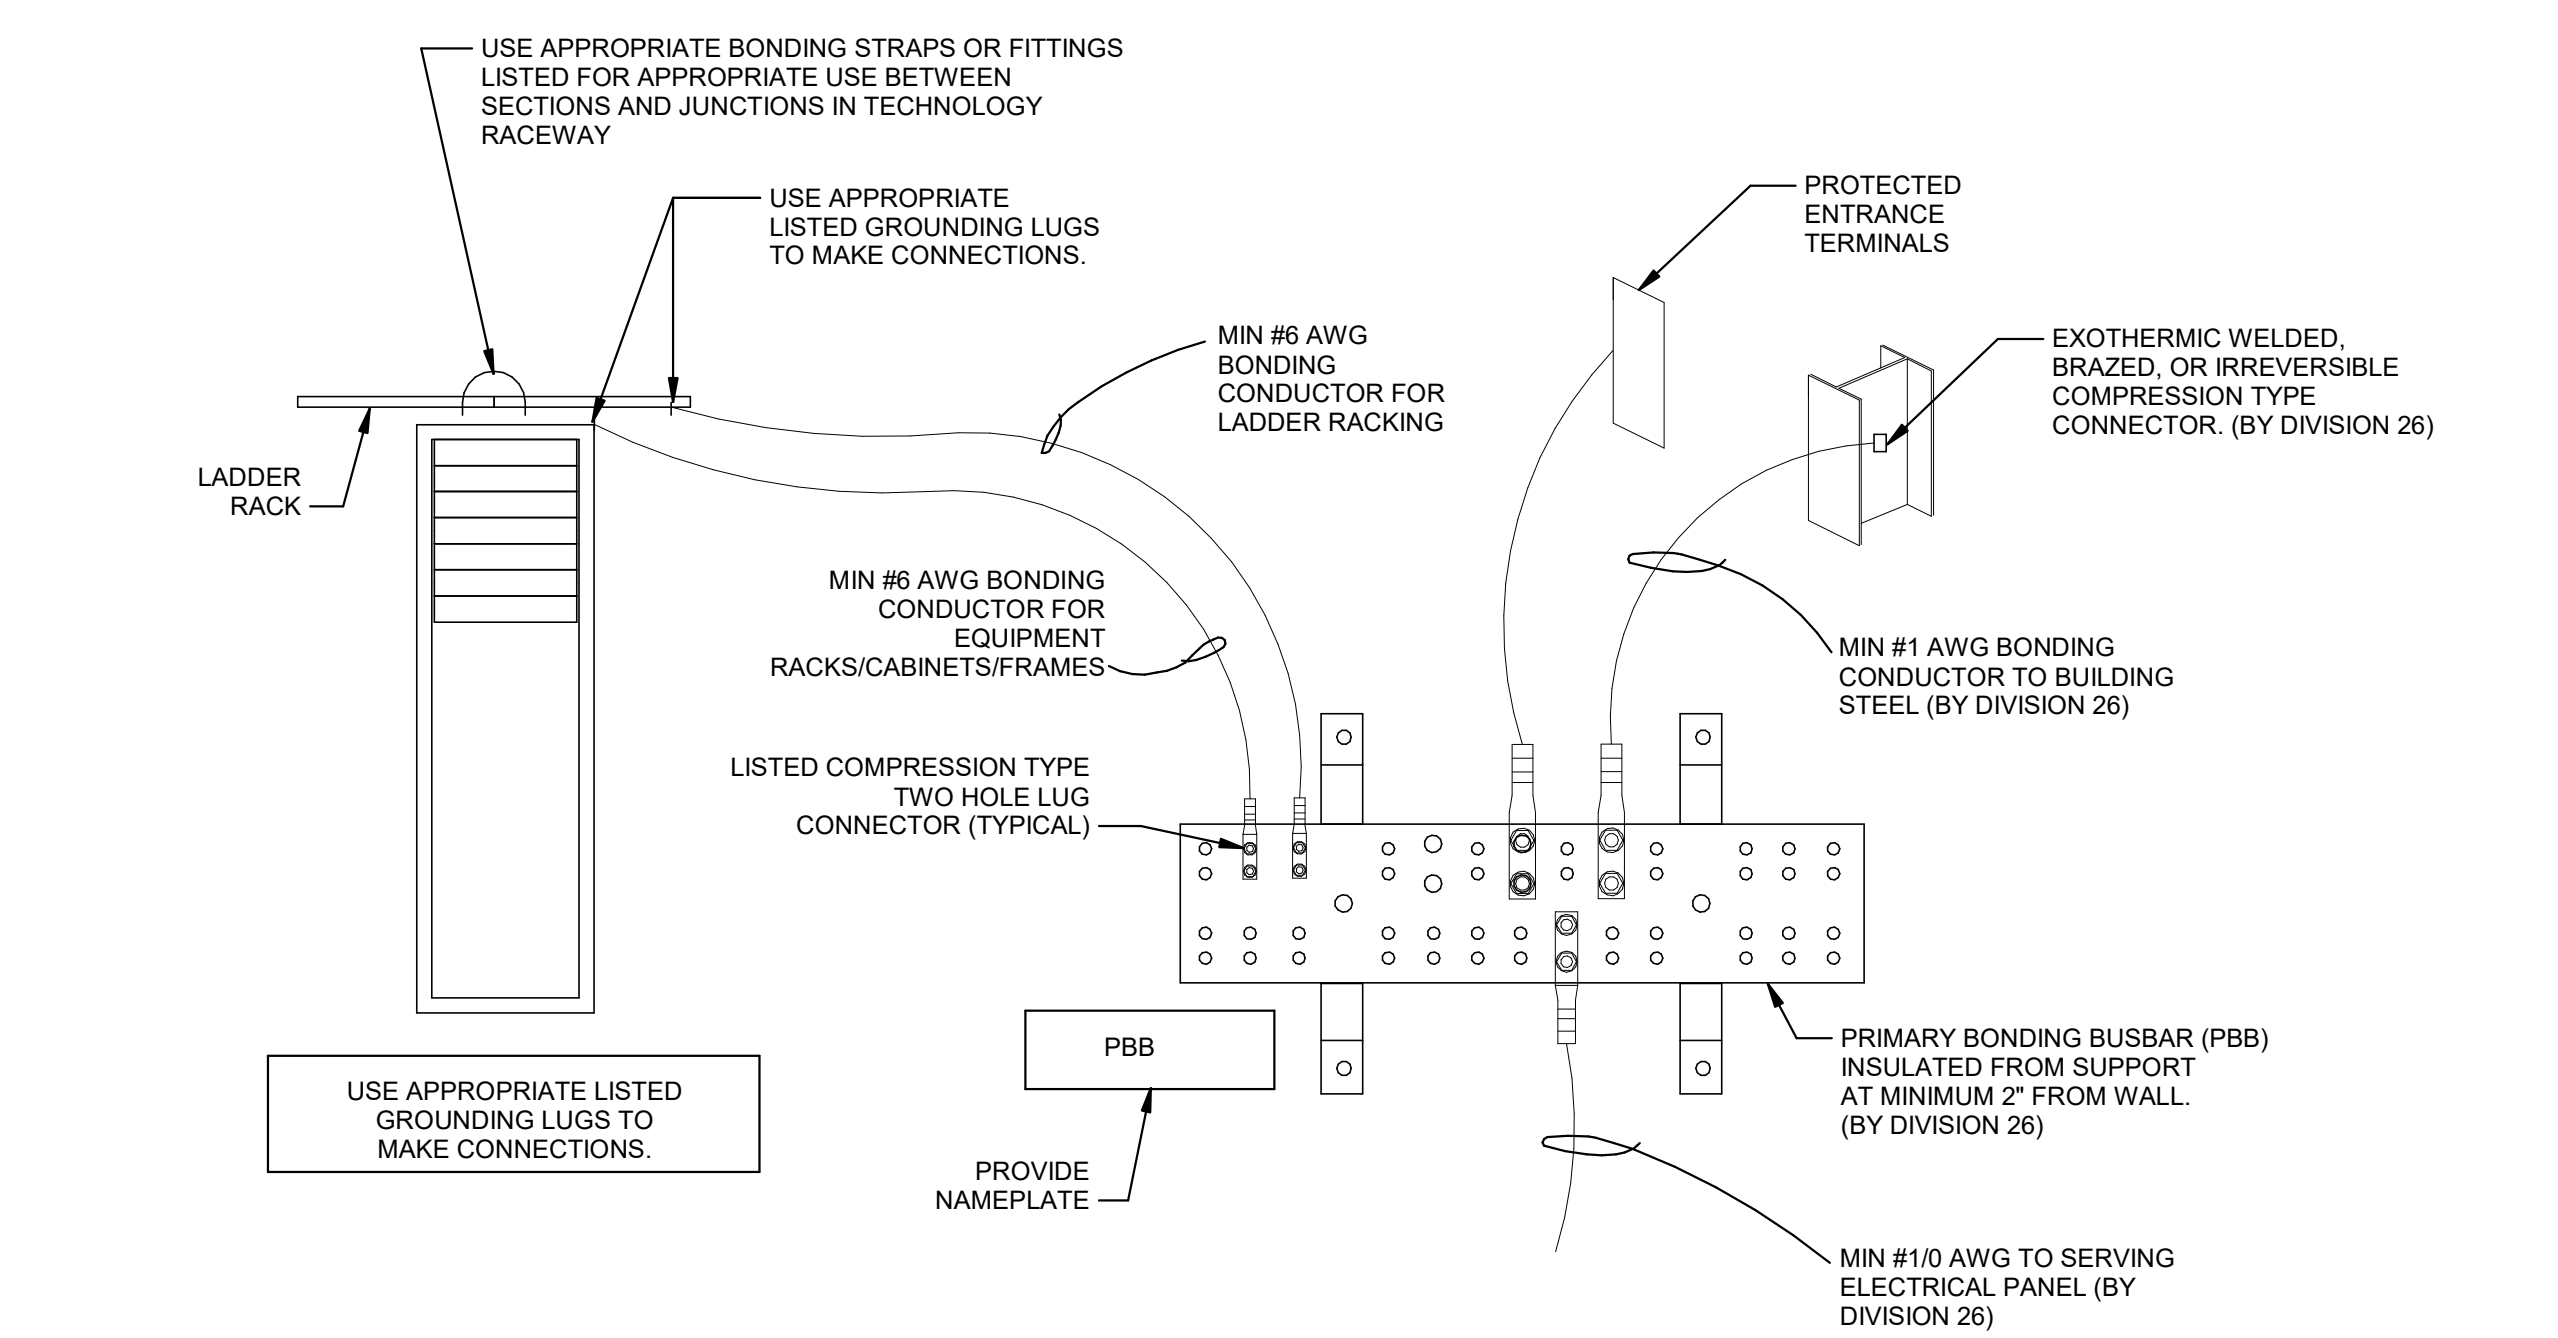 USE APPROPRIATE BONDING STRAPS OR FITTINGS
LISTED FOR APPROPRIATE USE BETWEEN
SECTIONS AND JUNCTIONS IN TECHNOLOGY
RACEWAY
USE APPROPRIATE
LISTED GROUNDING LUGS
TO MAKE CONNECTIONS.
PROTECTED
ENTRANCE
TERMINALS
MIN #6 AWG
BONDING
CONDUCTOR FOR
LADDER RACKING
EXOTHERMIC WELDED,
BRAZED, OR IRREVERSIBLE
COMPRESSION TYPE
CONNECTOR. (BY DIVISION 26)
LADDER
RACK
MIN #6 AWG BONDING
CONDUCTOR FOR
EQUIPMENT
RACKS/CABINETS/FRAMES
MIN #1 AWG BONDING
CONDUCTOR TO BUILDING
STEEL (BY DIVISION 26)
LISTED COMPRESSION TYPE
TWO HOLE LUG
CONNECTOR (TYPICAL)
PBB
PRIMARY BONDING BUSBAR (PBB)
INSULATED FROM SUPPORT
AT MINIMUM 2" FROM WALL.
(BY DIVISION 26)
USE APPROPRIATE LISTED
GROUNDING LUGS TO
MAKE CONNECTIONS.
PROVIDE
NAMEPLATE
MIN #1/0 AWG TO SERVING
ELECTRICAL PANEL (BY
DIVISION 26)